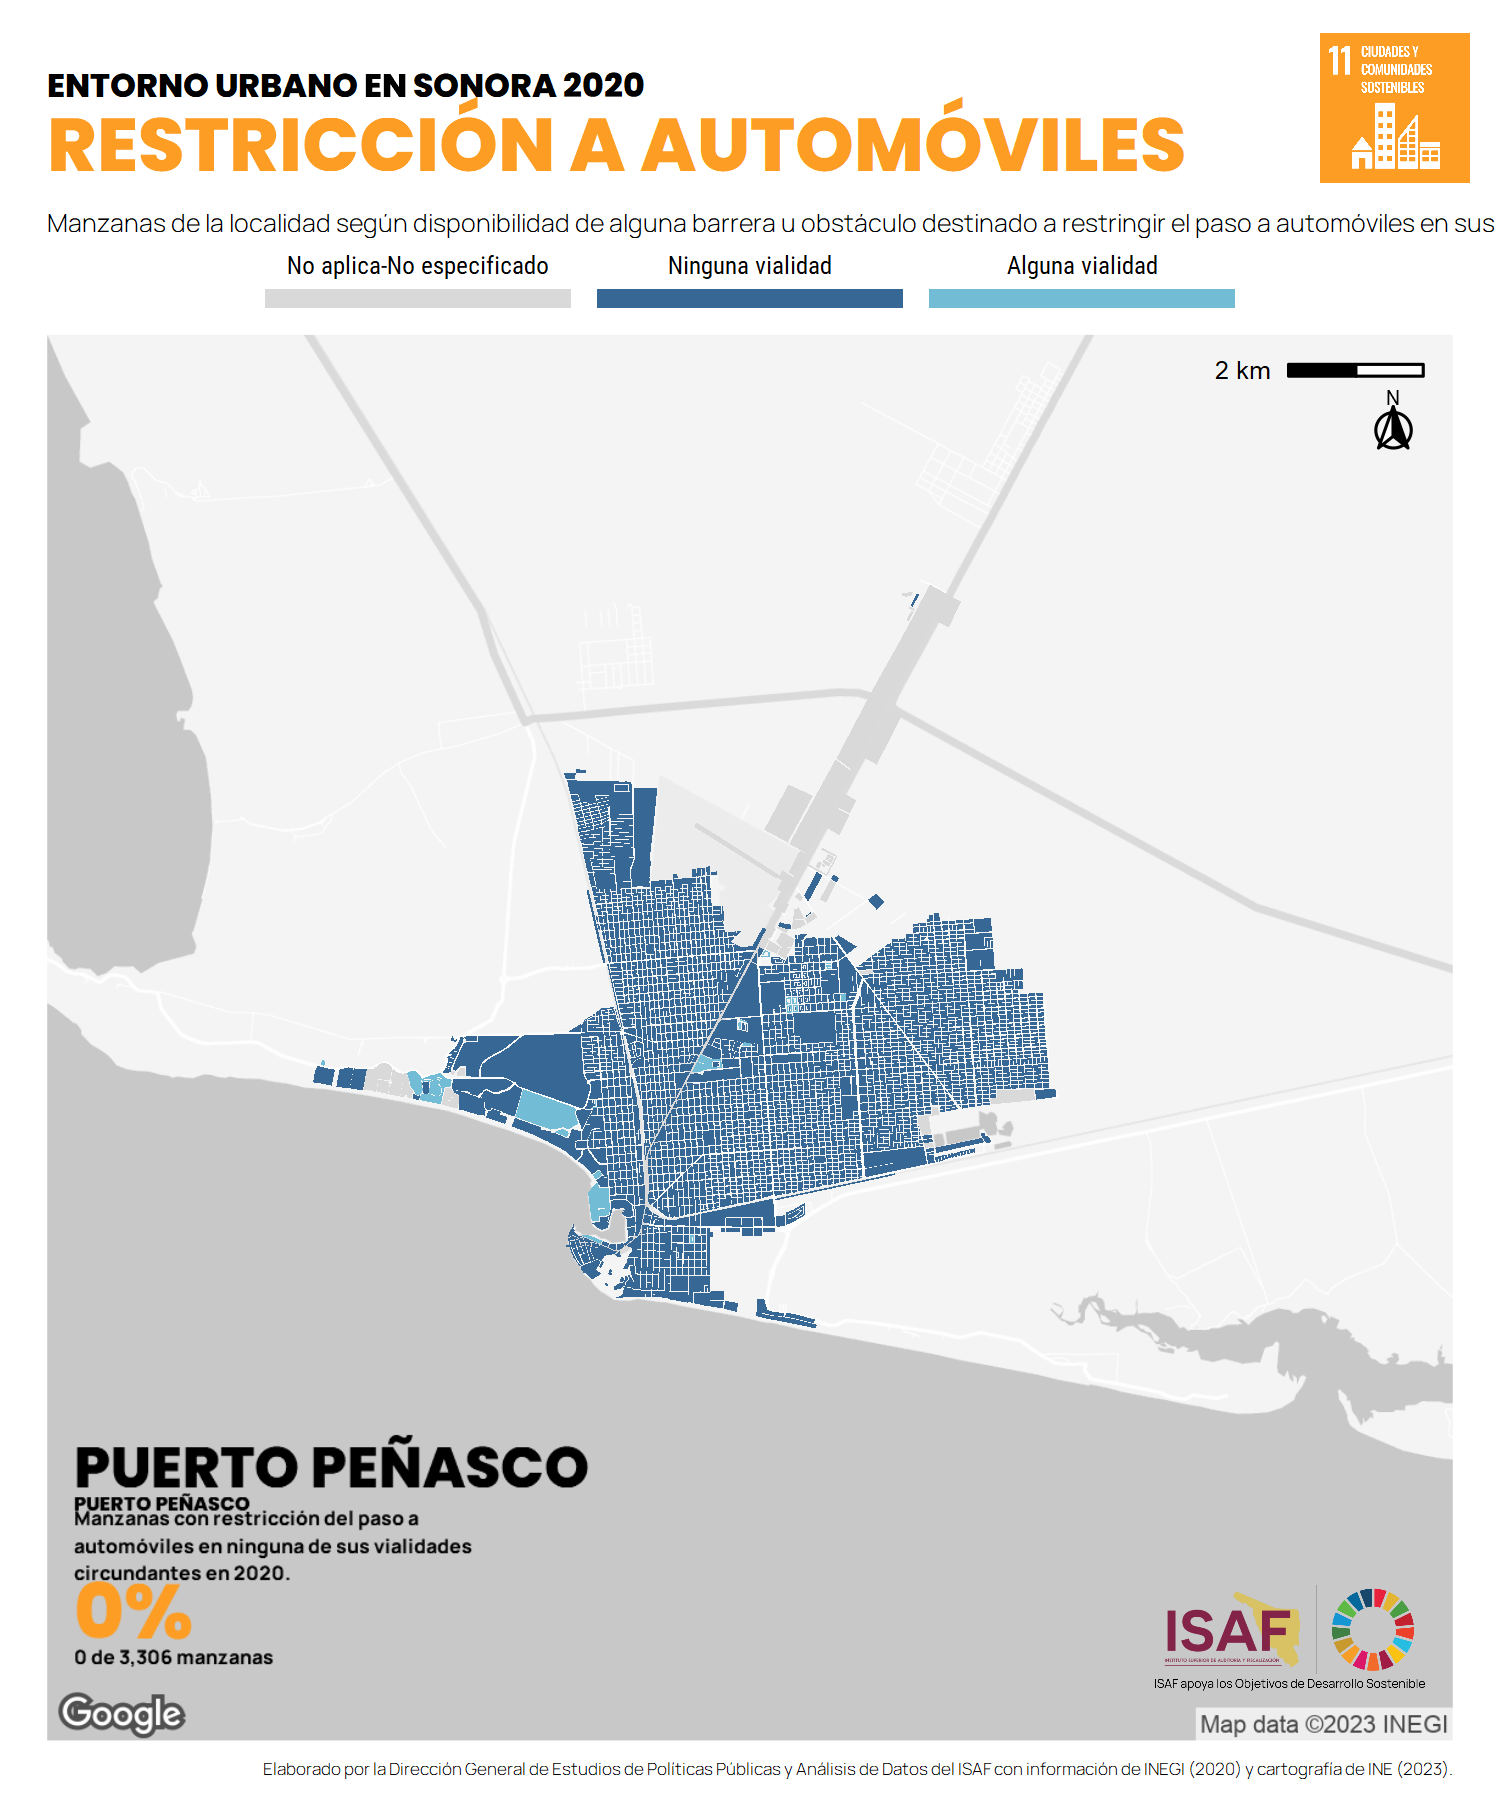 ENTORNO URBANO EN SONORA 2020
RESTRICCIÓN A AUTOMÓVILES
11 CIUDADES Y
COMUNIDADES
SOSTENIBLES
Manzanas de la localidad según disponibilidad de alguna barrera u obstáculo destinado a restringir el paso a automóviles en sus
No aplica-No especificado
Ninguna vialidad
Alguna vialidad
2 km
N
PUERTO PEÑASCO
PUERTO PEÑASCO
Manzanas con restricción del paso a
automóviles en ninguna de sus vialidades
circundantes en 2020.
0%
0 de 3,306 manzanas
ISAF
INSTITUTO SUPERIOR DE AUDITORÍA Y FISCALIZACIÓN
ISAF apoya los Objetivos de Desarrollo Sostenible
Google
Map data ©2023 INEGI
Elaborado por la Dirección General de Estudios de Políticas Públicas y Análisis de Datos del ISAF con información de INEGI (2020) y cartografía de INE (2023).